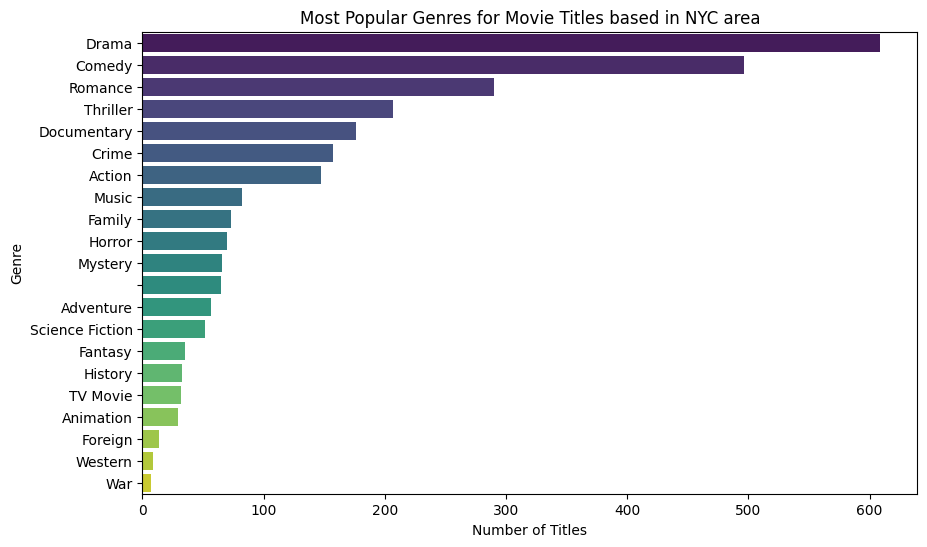 Most Popular Genres for Movie Titles based in NYC area
Genre
Drama
Comedy
Romance
Thriller
Documentary
Crime
Action
Music
Family
Horror
Mystery
Adventure
Science Fiction
Fantasy
History
TV Movie
Animation
Foreign
Western
War
0 100 200 300 400 500 600
Number of Titles